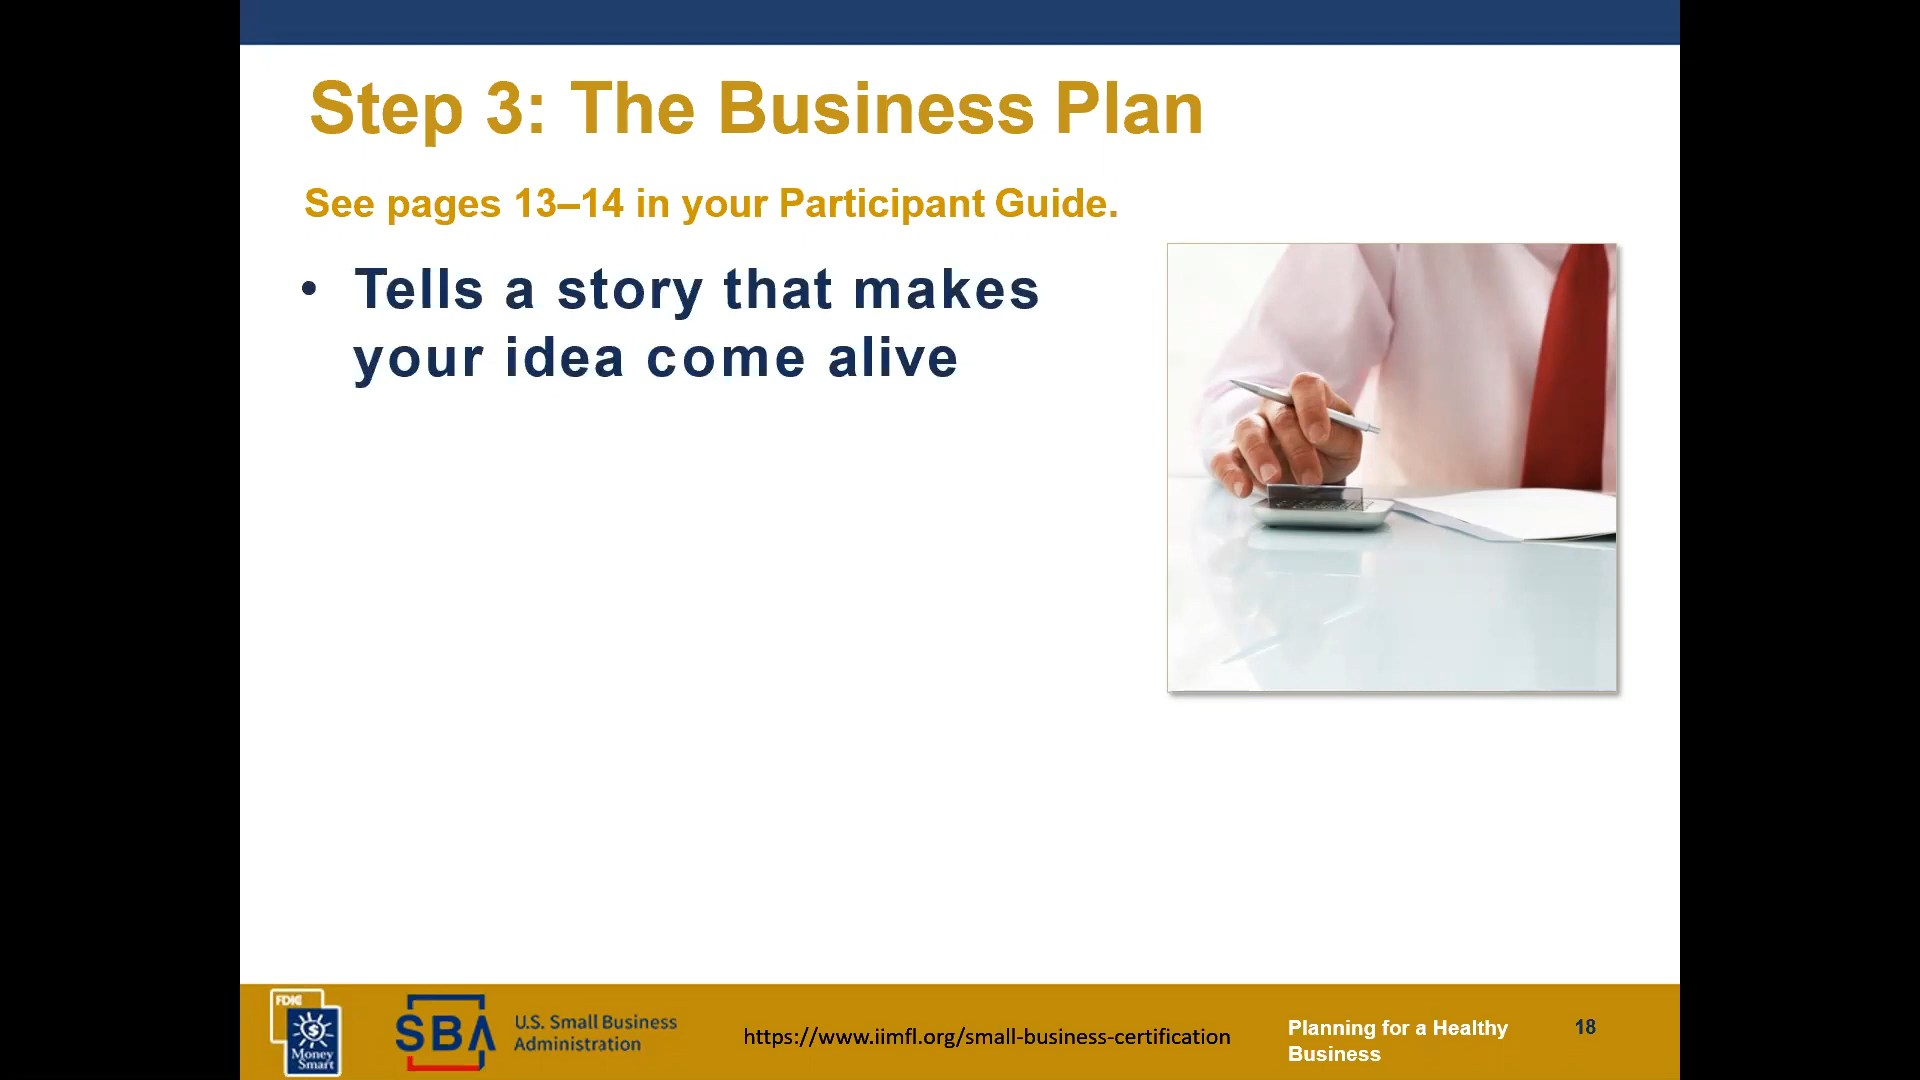 Step 3: The Business Plan
See pages 13–14 in your Participant Guide.
• Tells a story that makes
your idea come alive
FDIC
Money
Smart
SBA
U.S. Small Business
Administration
https://www.iimfl.org/small-business-certification
Planning for a Healthy
Business
18